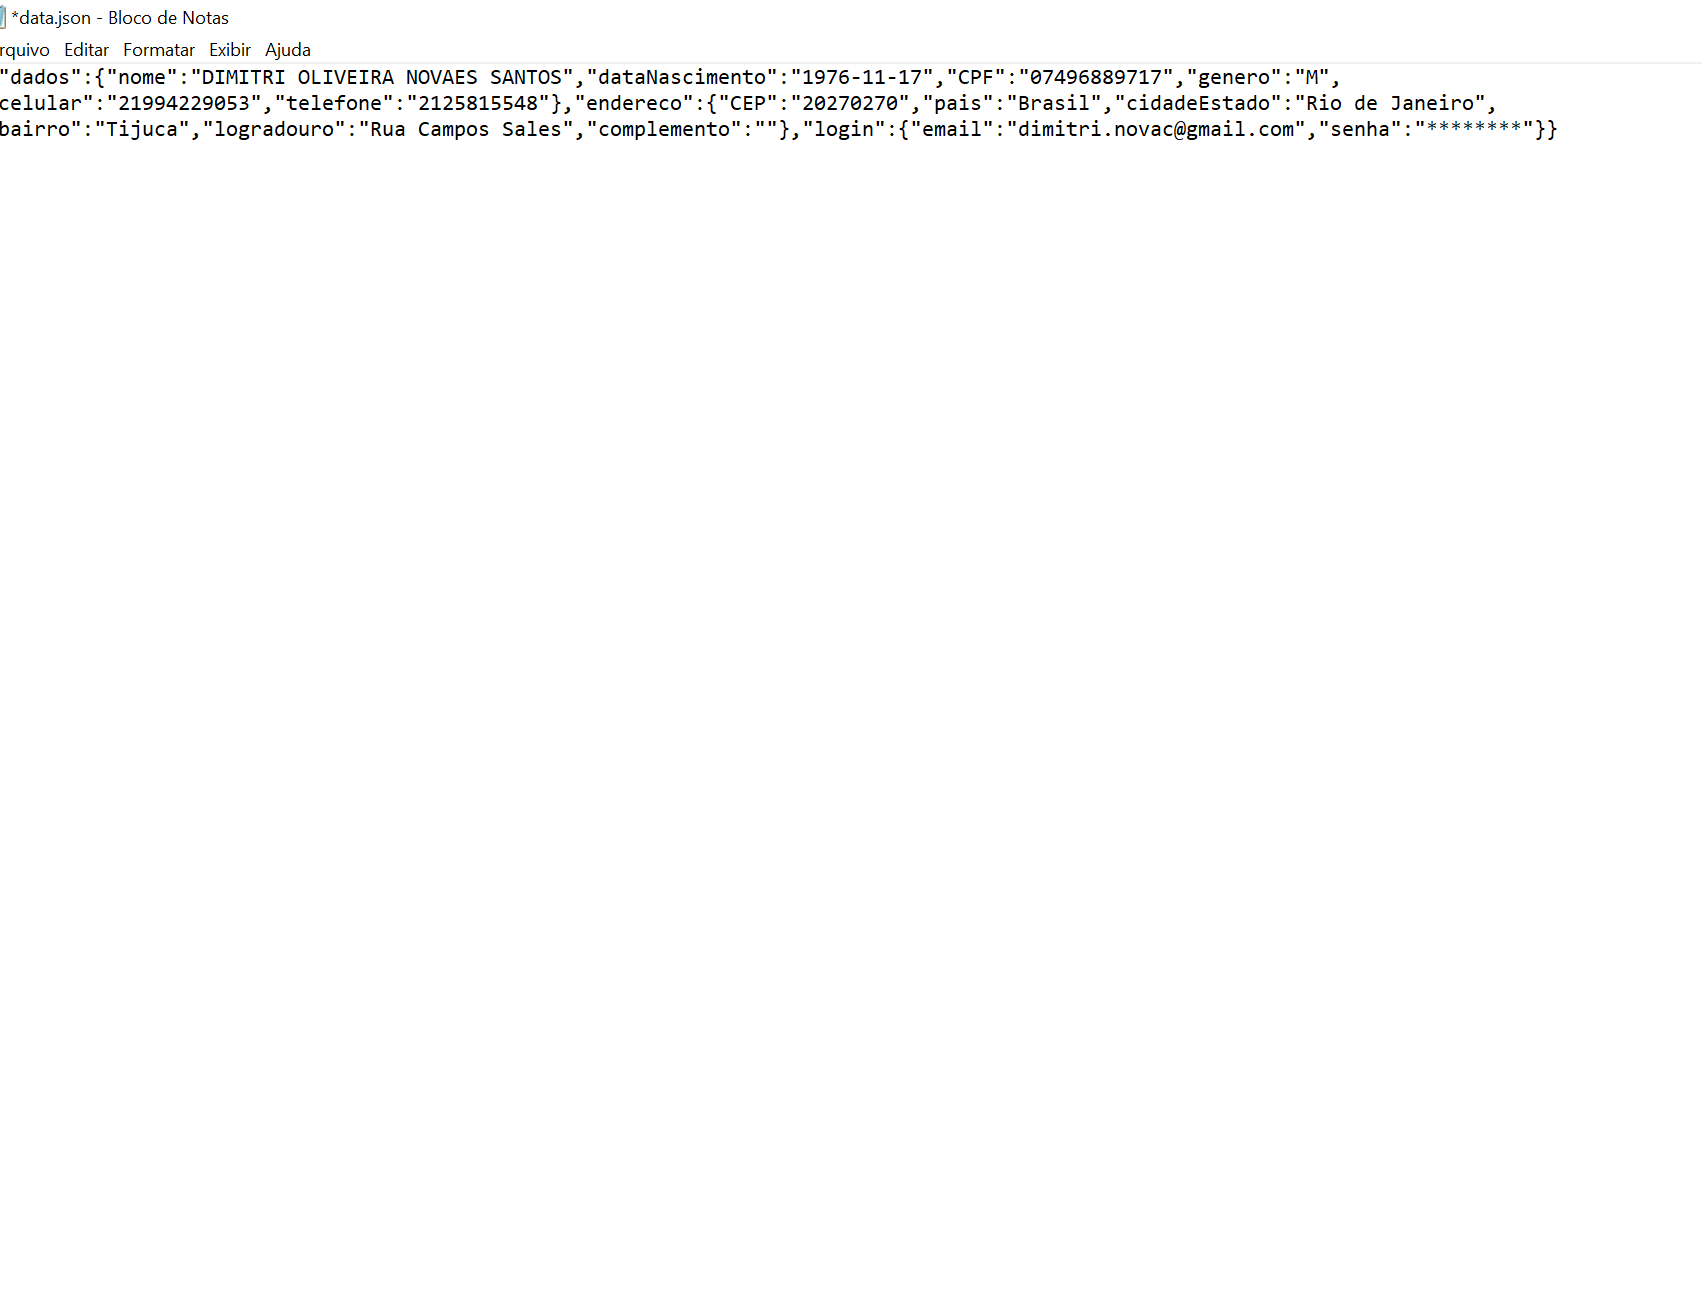 *data.json - Bloco de Notas
rquivo Editar Formatar Exibir Ajuda
"dados":{"nome":"DIMITRI OLIVEIRA NOVAES SANTOS","dataNascimento":"1976-11-17","CPF":"07496889717","genero":"M",
celular":"21994229053","telefone":"2125815548"},"endereco":{"CEP":"20270270","pais":"Brasil","cidadeEstado":"Rio de Janeiro",
bairro":"Tijuca","logradouro":"Rua Campos Sales","complemento":""},"login":{"email":"dimitri.novac@gmail.com","senha":"********"}}